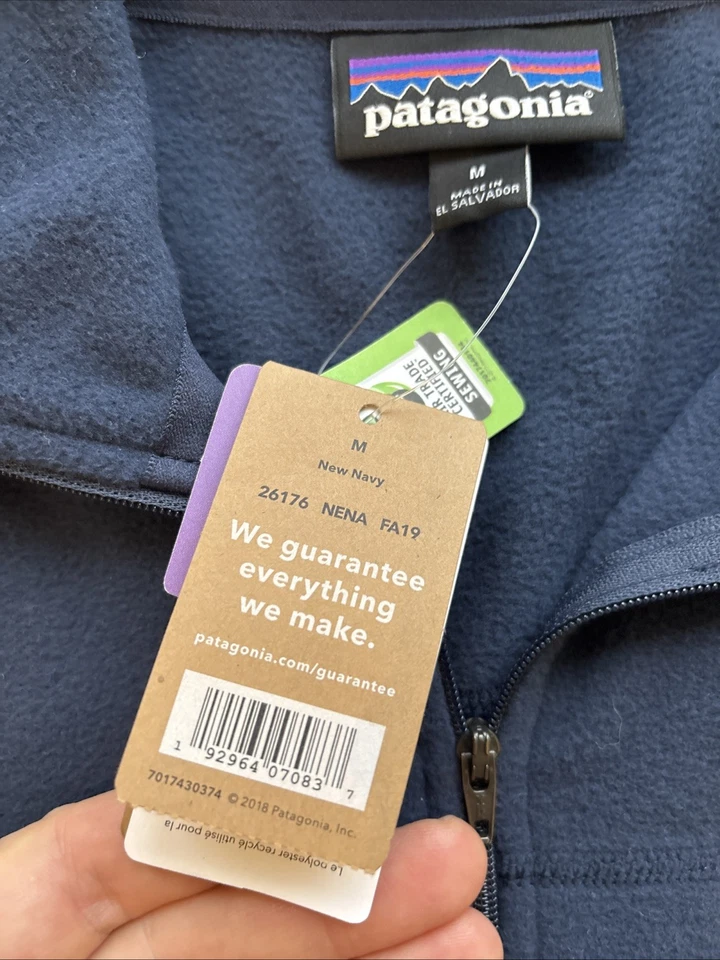 patagonia®
M
MADE IN
EL SALVADOR
FAIR TRADE
CERTIFIED™
SEWING
M
New Navy
26176 NENA FA19
We guarantee
everything
we make.
patagonia.com/guarantee
1 92964 07083 7
7017430374 © 2018 Patagonia, Inc.
Le polyester recyclé utilisé pour la